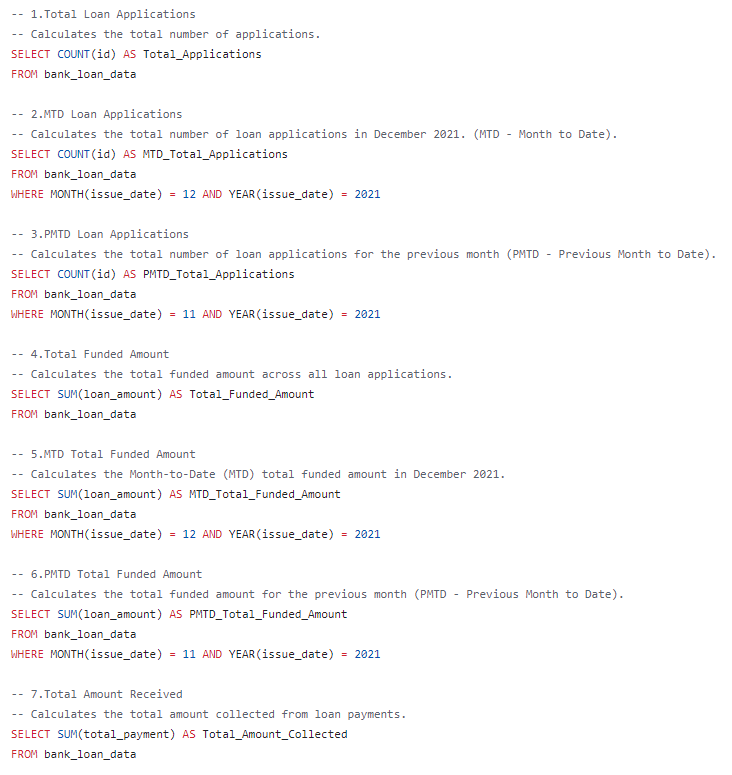 -- 1.Total Loan Applications
-- Calculates the total number of applications.
SELECT COUNT(id) AS Total_Applications
FROM bank_loan_data
-- 2.MTD Loan Applications
-- Calculates the total number of loan applications in December 2021. (MTD - Month to Date).
SELECT COUNT(id) AS MTD_Total_Applications
FROM bank_loan_data
WHERE MONTH(issue_date) = 12 AND YEAR(issue_date) = 2021
-- 3.PMTD Loan Applications
-- Calculates the total number of loan applications for the previous month (PMTD - Previous Month to Date).
SELECT COUNT(id) AS PMTD_Total_Applications
FROM bank_loan_data
WHERE MONTH(issue_date) = 11 AND YEAR(issue_date) = 2021
-- 4.Total Funded Amount
-- Calculates the total funded amount across all loan applications.
SELECT SUM(loan_amount) AS Total_Funded_Amount
FROM bank_loan_data
-- 5.MTD Total Funded Amount
-- Calculates the Month-to-Date (MTD) total funded amount in December 2021.
SELECT SUM(loan_amount) AS MTD_Total_Funded_Amount
FROM bank_loan_data
WHERE MONTH(issue_date) = 12 AND YEAR(issue_date) = 2021
-- 6.PMTD Total Funded Amount
-- Calculates the total funded amount for the previous month (PMTD - Previous Month to Date).
SELECT SUM(loan_amount) AS PMTD_Total_Funded_Amount
FROM bank_loan_data
WHERE MONTH(issue_date) = 11 AND YEAR(issue_date) = 2021
-- 7.Total Amount Received
-- Calculates the total amount collected from loan payments.
SELECT SUM(total_payment) AS Total_Amount_Collected
FROM bank_loan_data